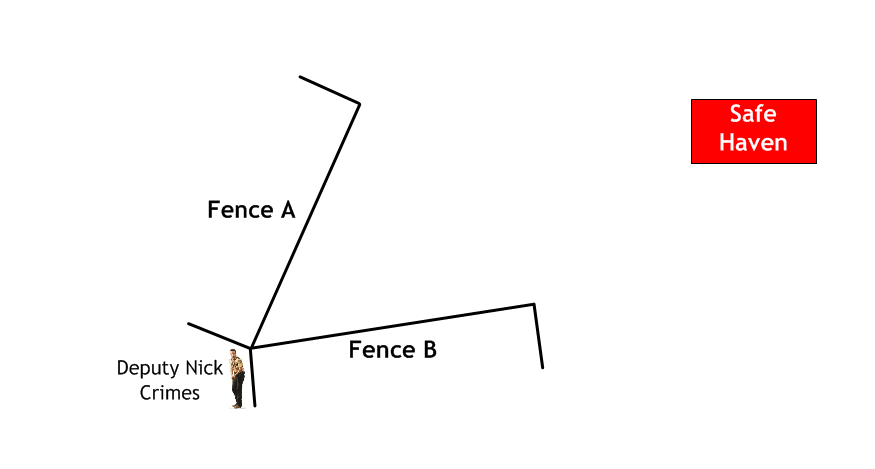 Safe
Haven
Fence A
Fence B
Deputy Nick
Crimes